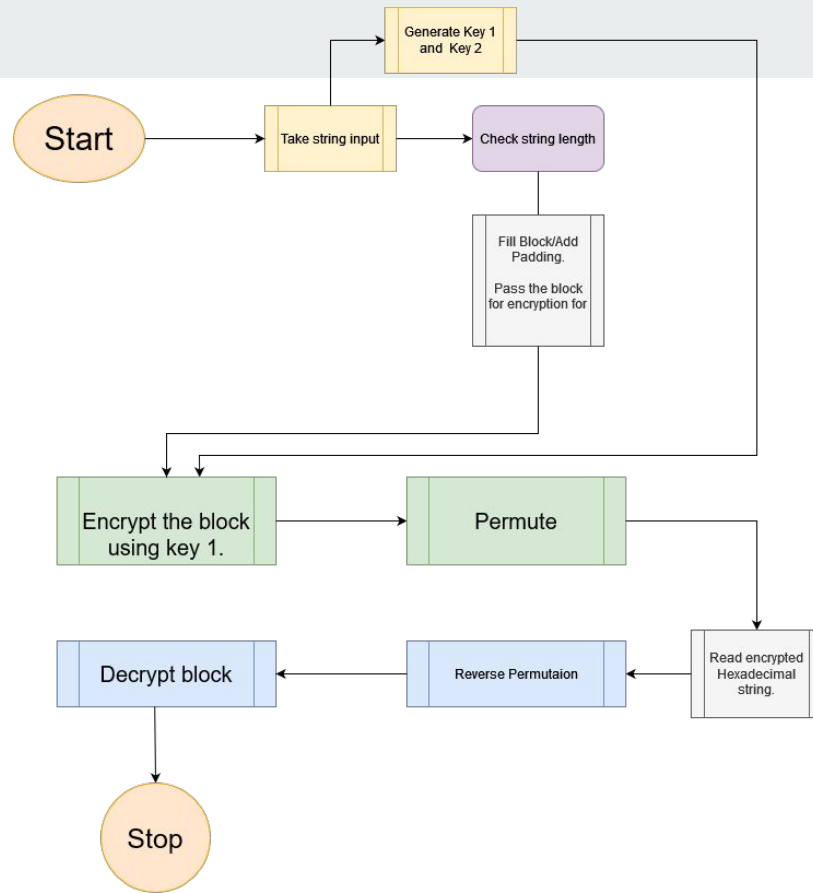 Generate Key 1
and Key 2
Start
Take string input
Check string length
Fill Block/Add
Padding.
Pass the block
for encryption for
Encrypt the block
using key 1.
Permute
Read encrypted
Hexadecimal
string.
Reverse Permutaion
Decrypt block
Stop